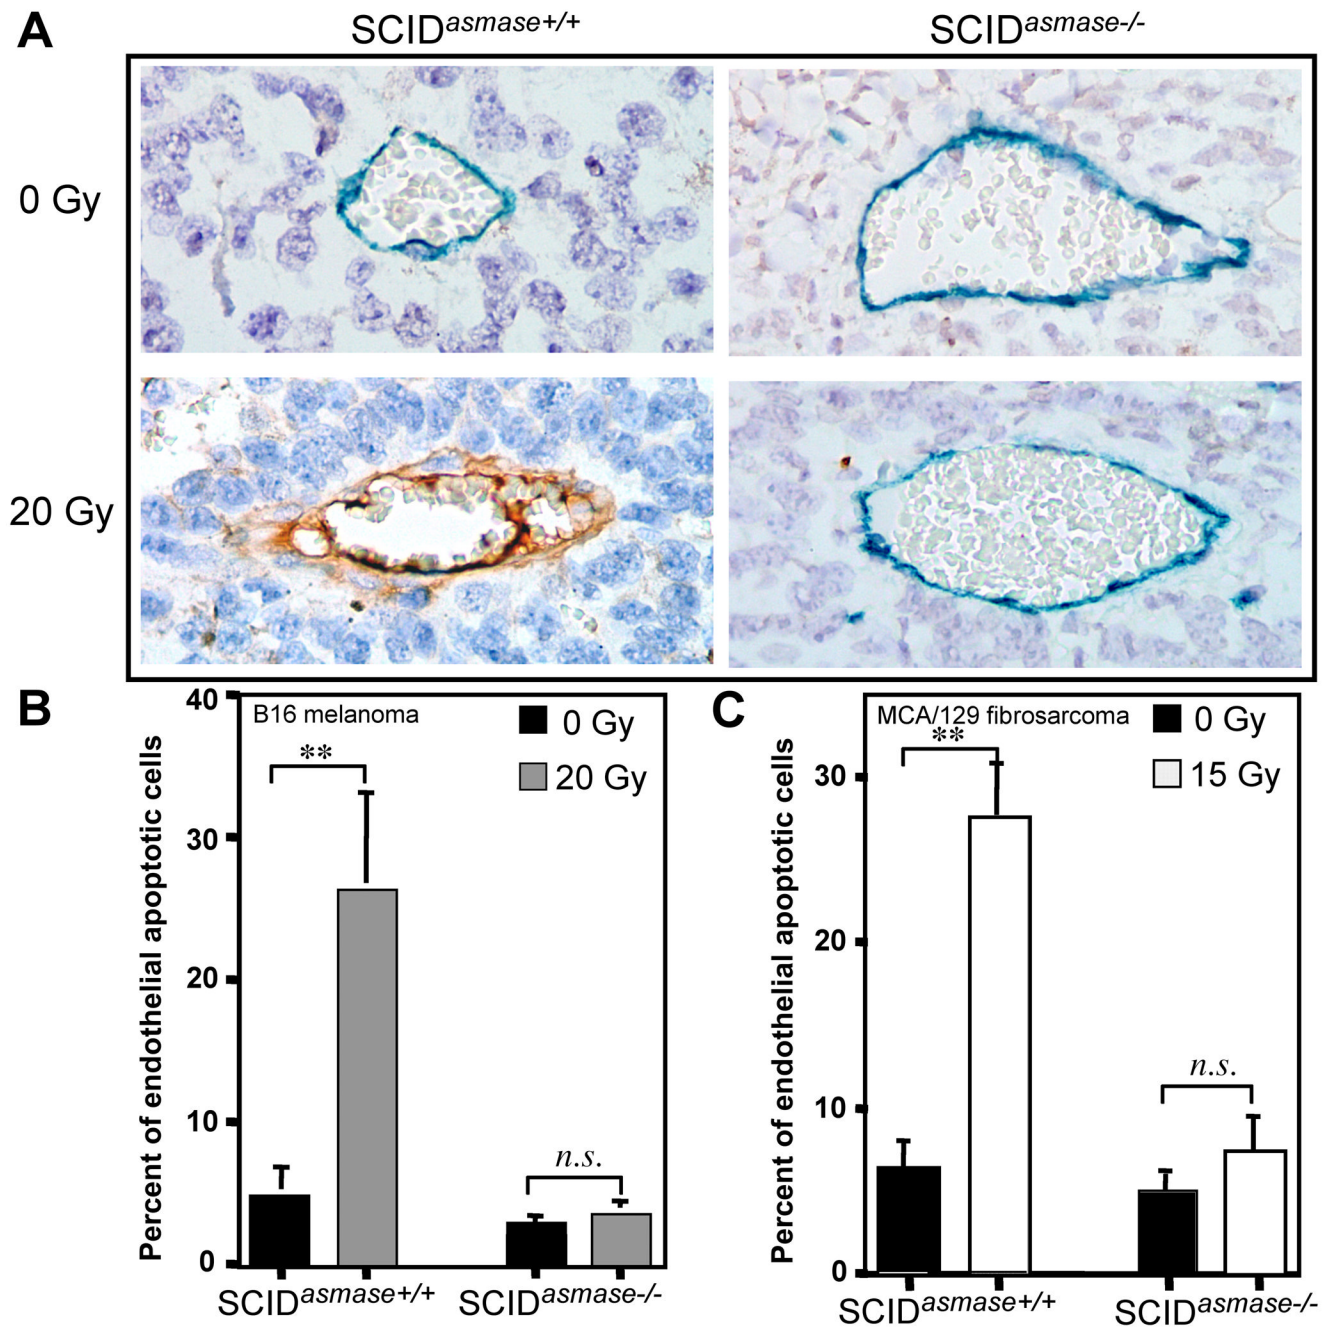 A
SCIDasmase+/+
SCIDasmase-/-
0 Gy
20 Gy
B
B16 melanoma
0 Gy
20 Gy
**
n.s.
Percent of endothelial apoptotic cells
40
30
20
10
0
SCIDasmase+/+
SCIDasmase-/-
C
MCA/129 fibrosarcoma
0 Gy
15 Gy
**
n.s.
Percent of endothelial apoptotic cells
30
20
10
0
SCIDasmase+/+
SCIDasmase-/-